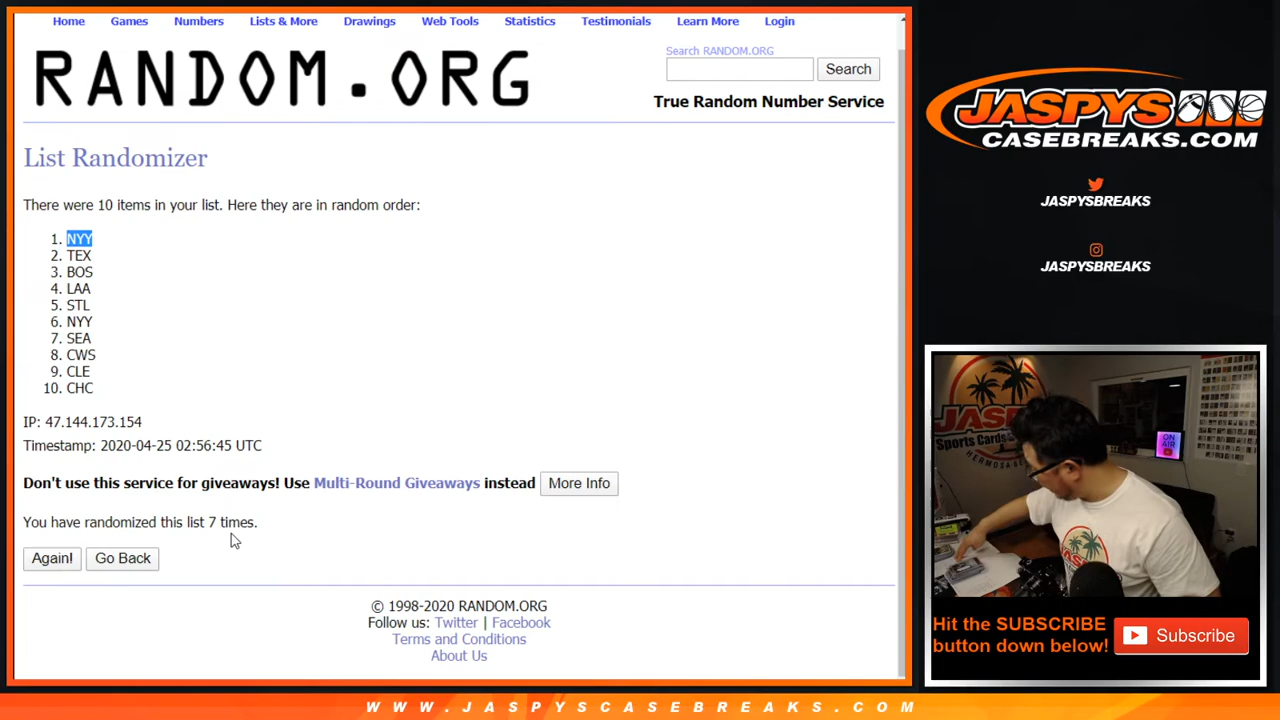 Home Games Numbers Lists & More Drawings Web Tools Statistics Testimonials Learn More Login
RANDOM.ORG
Search RANDOM.ORG
Search
True Random Number Service
List Randomizer
There were 10 items in your list. Here they are in random order:
1. NYY
2. TEX
3. BOS
4. LAA
5. STL
6. NYY
7. SEA
8. CWS
9. CLE
10. CHC
IP: 47.144.173.154
Timestamp: 2020-04-25 02:56:45 UTC
Don't use this service for giveaways! Use Multi-Round Giveaways instead More Info
You have randomized this list 7 times.
Again! Go Back
© 1998-2020 RANDOM.ORG
Follow us: Twitter | Facebook
Terms and Conditions
About Us
JASPYS
CASEBREAKS.COM
JASPYSBREAKS
JASPYSBREAKS
JASPY'S
Sports Cards
HERMOSA
ON
AIR
Hit the SUBSCRIBE
button down below!
Subscribe
WWW.JASPYSCASEBREAKS.COM